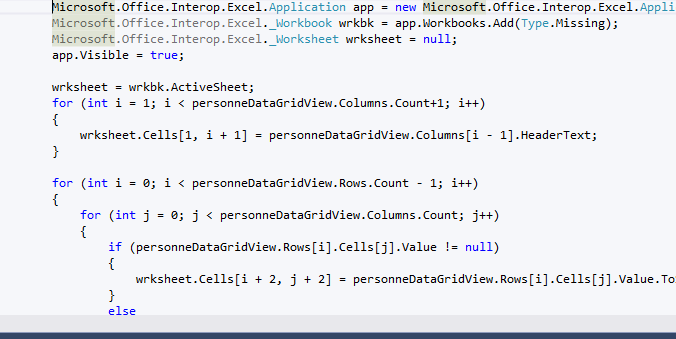 Microsoft.Office.Interop.Excel.Application app = new Microsoft.Office.Interop.Excel.Appli
Microsoft.Office.Interop.Excel._Workbook wrkbk = app.Workbooks.Add(Type.Missing);
Microsoft.Office.Interop.Excel._Worksheet wrksheet = null;
app.Visible = true;
wrksheet = wrkbk.ActiveSheet;
for (int i = 1; i < personneDataGridView.Columns.Count+1; i++)
{
wrksheet.Cells[1, i + 1] = personneDataGridView.Columns[i - 1].HeaderText;
}
for (int i = 0; i < personneDataGridView.Rows.Count - 1; i++)
{
for (int j = 0; j < personneDataGridView.Columns.Count; j++)
{
if (personneDataGridView.Rows[i].Cells[j].Value != null)
{
wrksheet.Cells[i + 2, j + 2] = personneDataGridView.Rows[i].Cells[j].Value.To
}
else